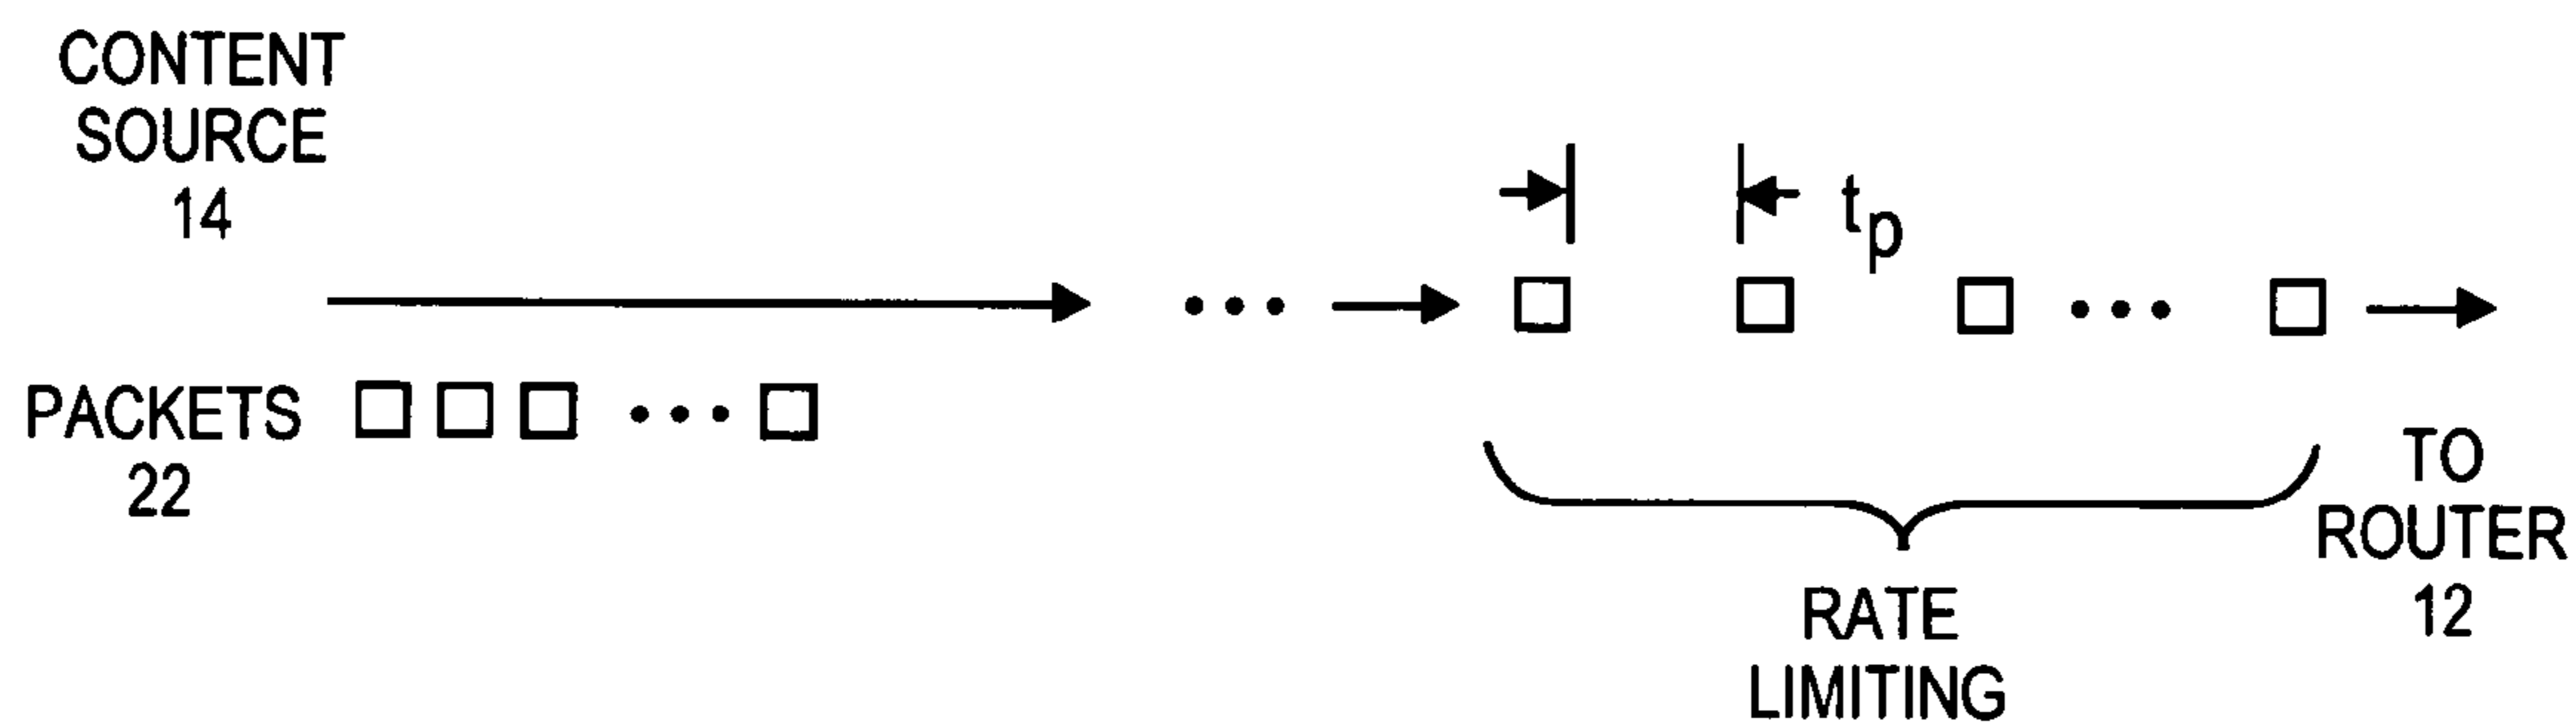 CONTENT
SOURCE
14
tp
PACKETS
22
TO
ROUTER
12
RATE
LIMITING